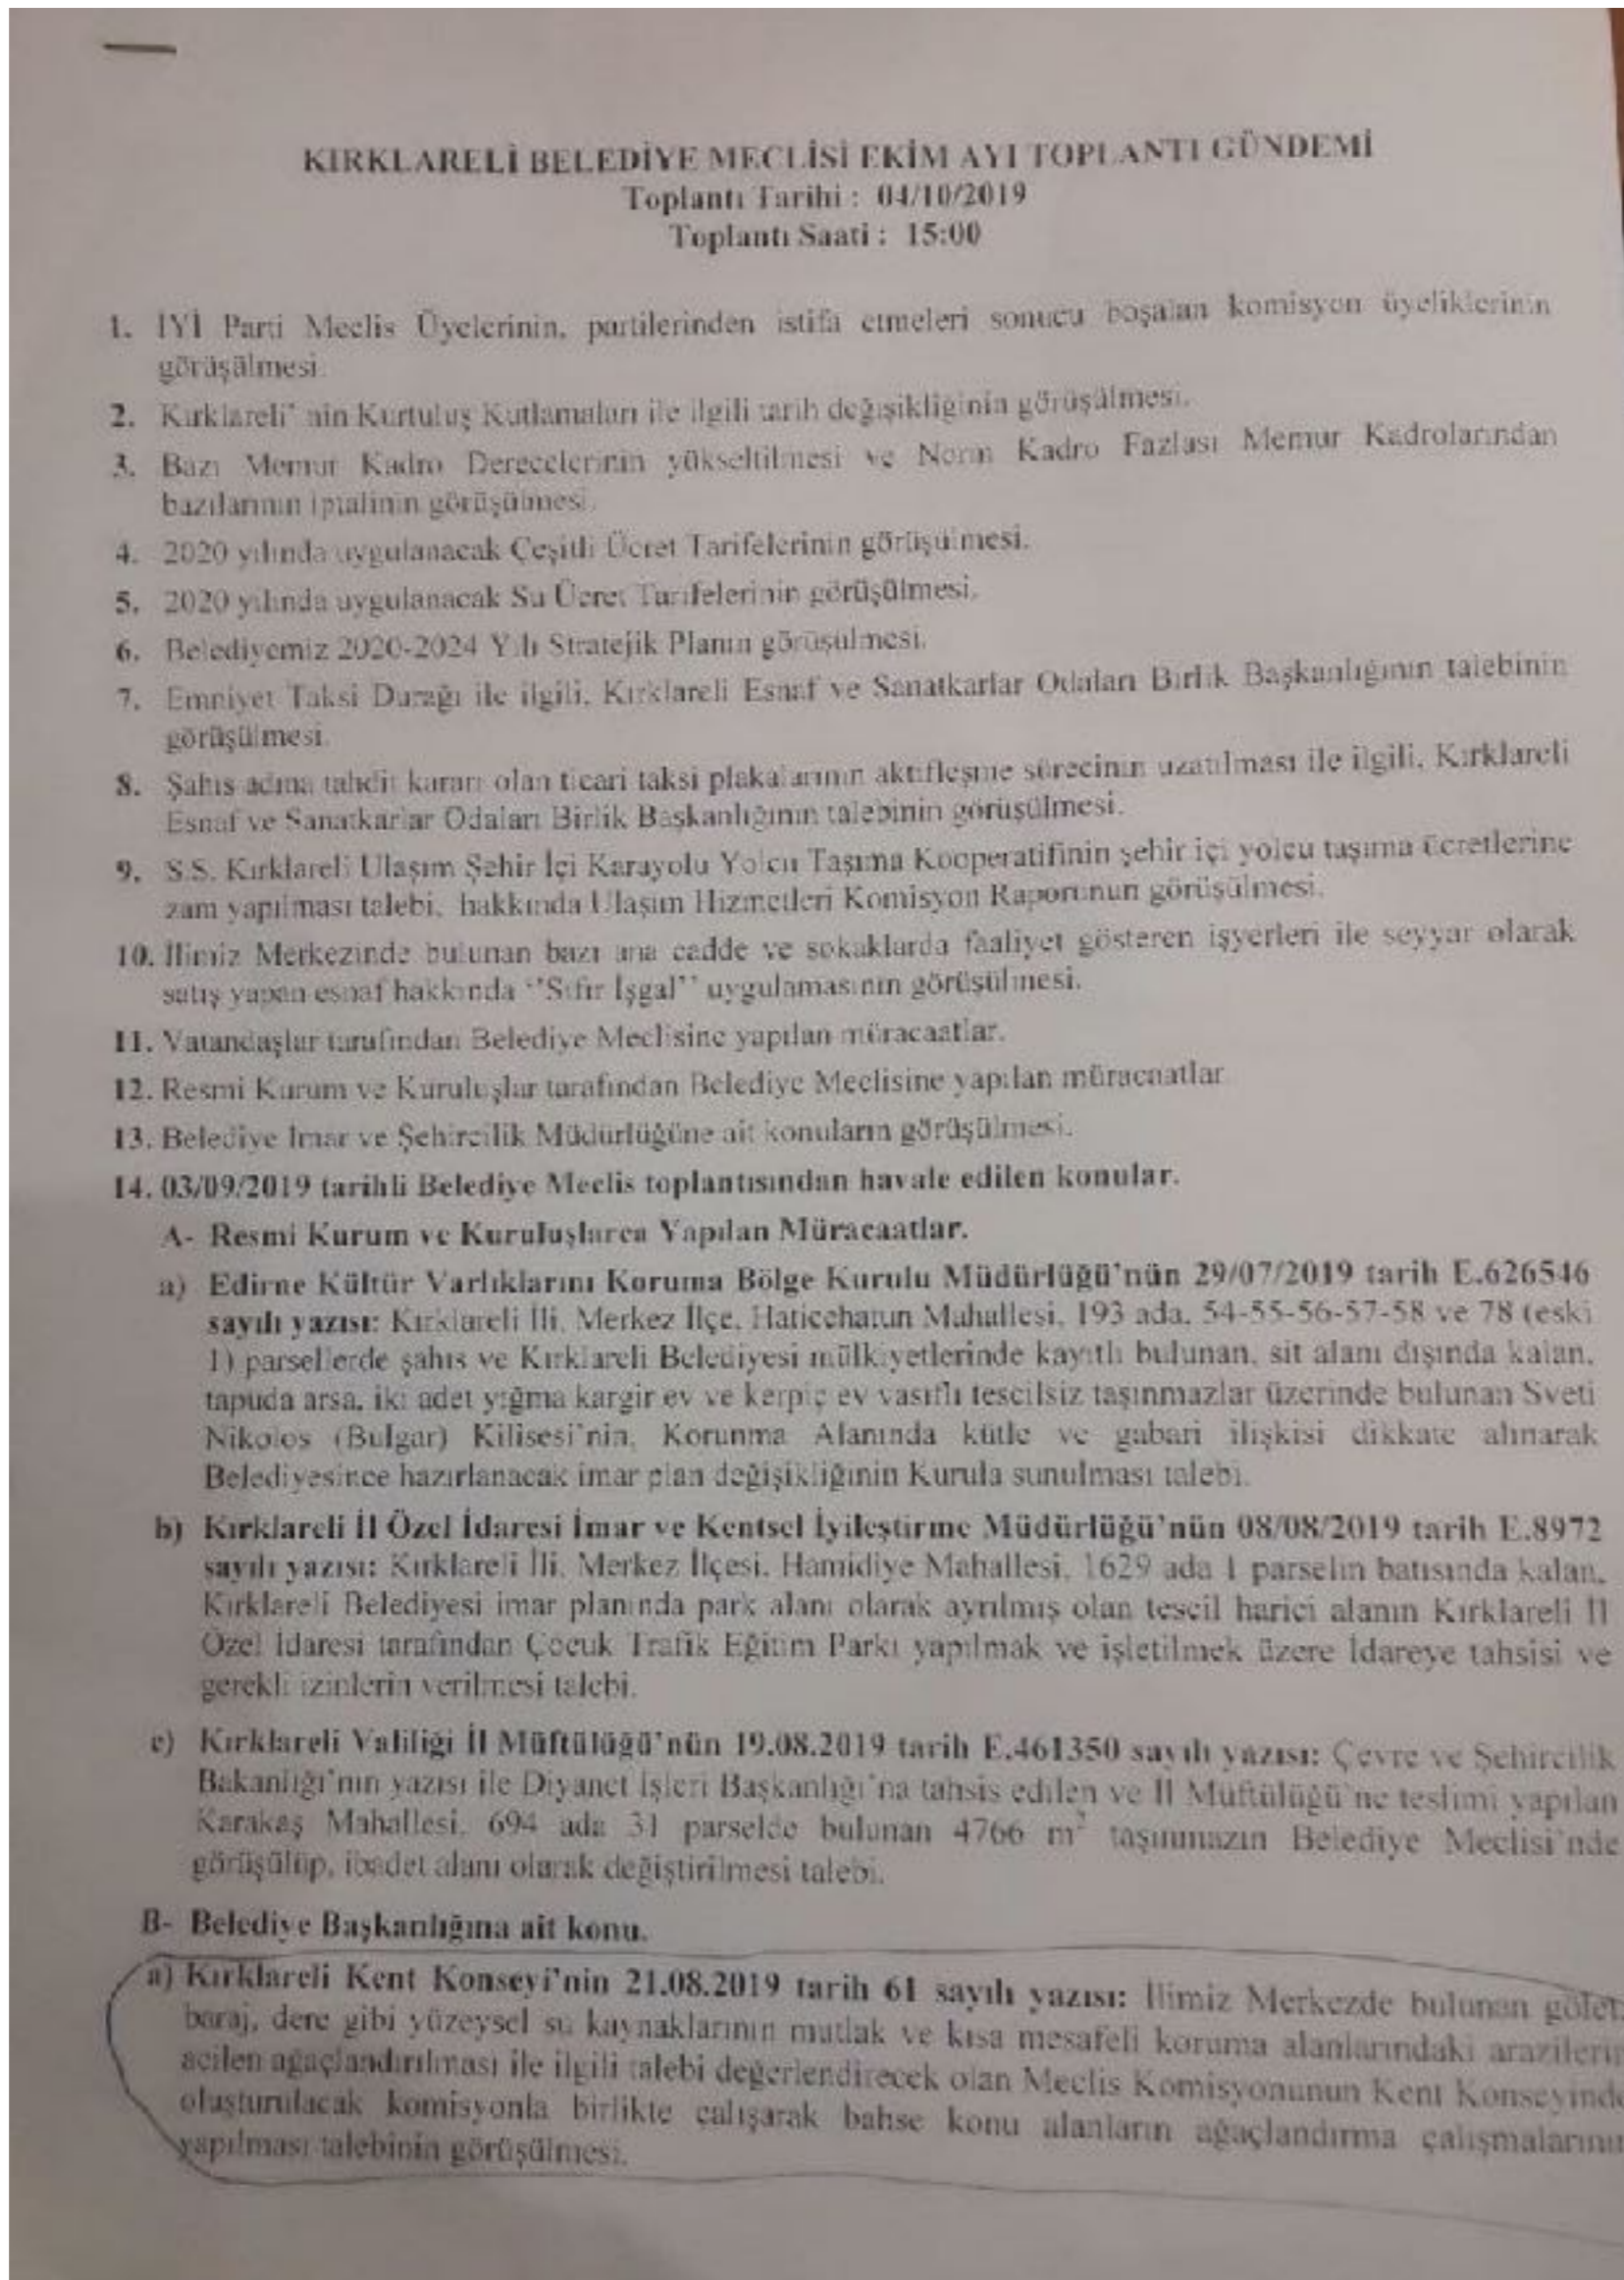 KIRKLARELİ BELEDİYE MECLİSİ EKİM AYI TOPLANTI GÜNDEMİ
Toplantı Tarihi : 04/10/2019
Toplantı Saati : 15:00
1. İYİ Parti Meclis Üyelerinin, partilerinden istifa etmeleri sonucu boşalan komisyon üyeliklerinin
görüşülmesi.
2. Kırklareli' nin Kurtuluş Kutlamaları ile ilgili tarih değişikliğinin görüşülmesi.
3. Bazı Memur Kadro Derecelerinin yükseltilmesi ve Norm Kadro Fazlası Memur Kadrolarından
bazılarının iptalinin görüşülmesi.
4. 2020 yılında uygulanacak Çeşitli Ücret Tarifelerinin görüşülmesi.
5. 2020 yılında uygulanacak Su Ücret Tarifelerinin görüşülmesi.
6. Belediyemiz 2020-2024 Yılı Stratejik Planın görüşülmesi.
7. Emniyet Taksi Durağı ile ilgili, Kırklareli Esnaf ve Sanatkarlar Odaları Birlik Başkanlığının talebinin
görüşülmesi.
8. Şahıs adına tahdit kararı olan ticari taksi plakalarının aktifleşme sürecinin uzatılması ile ilgili, Kırklareli
Esnaf ve Sanatkarlar Odaları Birlik Başkanlığının talebinin görüşülmesi.
9. S.S. Kırklareli Ulaşım Şehir İçi Karayolu Yolcu Taşıma Kooperatifinin şehir içi yolcu taşıma ücretlerine
zam yapılması talebi, hakkında Ulaşım Hizmetleri Komisyon Raporunun görüşülmesi.
10. İlimiz Merkezinde bulunan bazı ana cadde ve sokaklarda faaliyet gösteren işyerleri ile seyyar olarak
satış yapan esnaf hakkında ''Sıfır İşgal'' uygulamasının görüşülmesi.
11. Vatandaşlar tarafından Belediye Meclisine yapılan müracaatlar.
12. Resmi Kurum ve Kuruluşlar tarafından Belediye Meclisine yapılan müracaatlar
13. Belediye İmar ve Şehircilik Müdürlüğüne ait konuların görüşülmesi.
14. 03/09/2019 tarihli Belediye Meclis toplantısından havale edilen konular.
A- Resmi Kurum ve Kuruluşlarca Yapılan Müracaatlar.
a) Edirne Kültür Varlıklarını Koruma Bölge Kurulu Müdürlüğü'nün 29/07/2019 tarih E.626546
sayılı yazısı: Kırklareli İli, Merkez İlçe, Haticehatun Mahallesi, 193 ada, 54-55-56-57-58 ve 78 (eski
1) parsellerde şahıs ve Kırklareli Belediyesi mülkiyetlerinde kayıtlı bulunan, sit alanı dışında kalan,
tapuda arsa, iki adet yığma kargir ev ve kerpiç ev vasıflı tescilsiz taşınmazlar üzerinde bulunan Sveti
Nikolos (Bulgar) Kilisesi'nin, Korunma Alanında kütle ve gabari ilişkisi dikkate alınarak
Belediyesince hazırlanacak imar plan değişikliğinin Kurula sunulması talebi.
b) Kırklareli İl Özel İdaresi İmar ve Kentsel İyileştirme Müdürlüğü'nün 08/08/2019 tarih E.8972
sayılı yazısı: Kırklareli İli, Merkez İlçesi, Hamidiye Mahallesi, 1629 ada 1 parselin batısında kalan,
Kırklareli Belediyesi imar planında park alanı olarak ayrılmış olan tescil harici alanın Kırklareli İl
Özel İdaresi tarafından Çocuk Trafik Eğitim Parkı yapılmak ve işletilmek üzere İdareye tahsisi ve
gerekli izinlerin verilmesi talebi.
c) Kırklareli Valiliği İl Müftülüğü'nün 19.08.2019 tarih E.461350 sayılı yazısı: Çevre ve Şehircilik
Bakanlığı'nın yazısı ile Diyanet İşleri Başkanlığı'na tahsis edilen ve İl Müftülüğü'ne teslimi yapılan
Karakaş Mahallesi, 694 ada 31 parselde bulunan 4766 m² taşınmazın Belediye Meclisi'nde
görüşülüp, ibadet alanı olarak değiştirilmesi talebi.
B- Belediye Başkanlığına ait konu.
a) Kırklareli Kent Konseyi'nin 21.08.2019 tarih 61 sayılı yazısı: İlimiz Merkezde bulunan gölet,
baraj, dere gibi yüzeysel su kaynaklarının mutlak ve kısa mesafeli koruma alanlarındaki arazilerin
acilen ağaçlandırılması ile ilgili talebi değerlendirecek olan Meclis Komisyonunun Kent Konseyinde
oluşturulacak komisyonla birlikte çalışarak bahse konu alanların ağaçlandırma çalışmalarının
yapılması talebinin görüşülmesi.